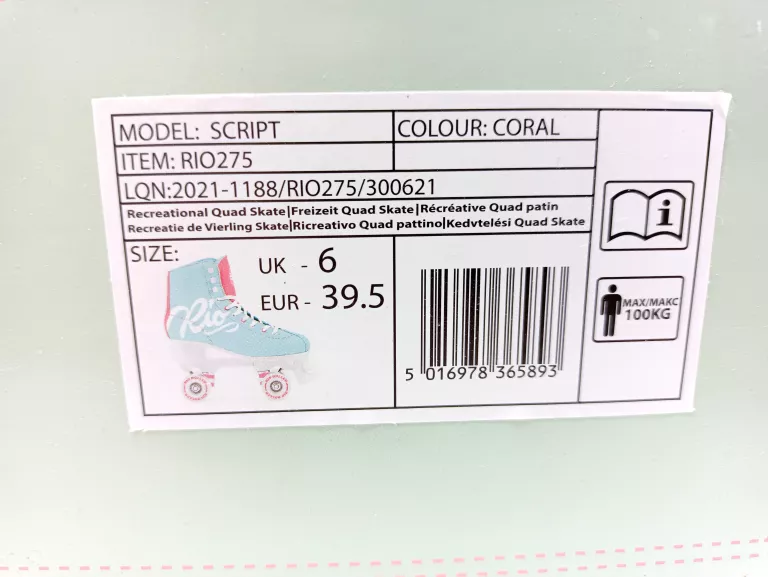 MODEL: SCRIPT
COLOUR: CORAL
ITEM: RIO275
LQN:2021-1188/RIO275/300621
Recreational Quad Skate|Freizeit Quad Skate|Récréative Quad patin
Recreatie de Vierling Skate|Ricreativo Quad pattino|Kedvtelési Quad Skate
SIZE:
UK - 6
EUR - 39.5
Rio
5 016978 365893
i
MAX/МАКС
100KG